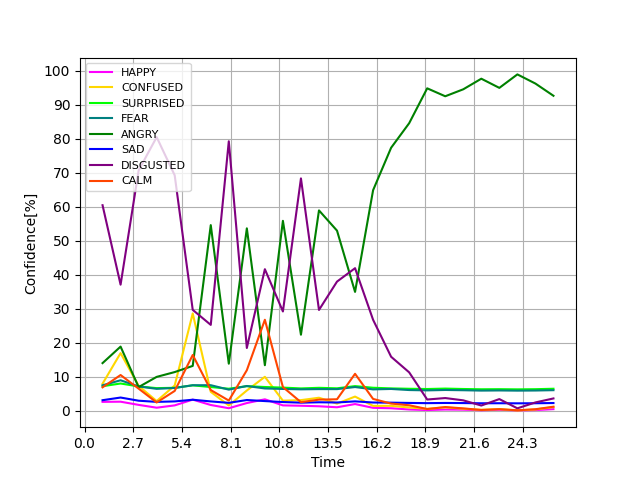 HAPPY
CONFUSED
SURPRISED
FEAR
ANGRY
SAD
DISGUSTED
CALM
Confidence[%]
100
90
80
70
60
50
40
30
20
10
0
0.0 2.7 5.4 8.1 10.8 13.5 16.2 18.9 21.6 24.3
Time